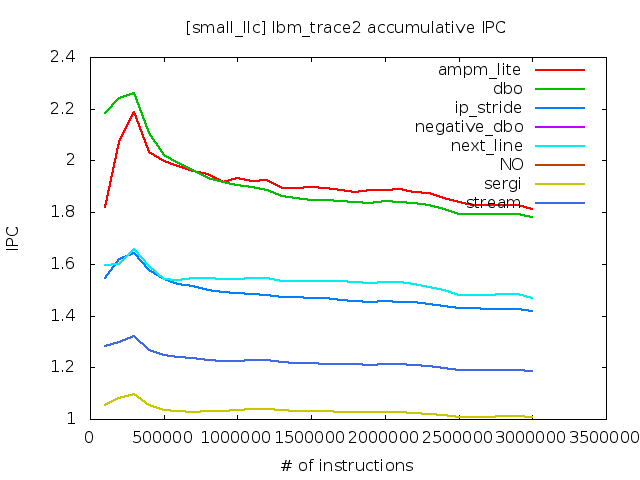 [small_llc] lbm_trace2 accumulative IPC
2.4
2.2
2
1.8
1.6
1.4
1.2
1
IPC
ampm_lite
dbo
ip_stride
negative_dbo
next_line
NO
sergi
stream
0 500000 1000000 1500000 2000000 2500000 3000000 3500000
# of instructions